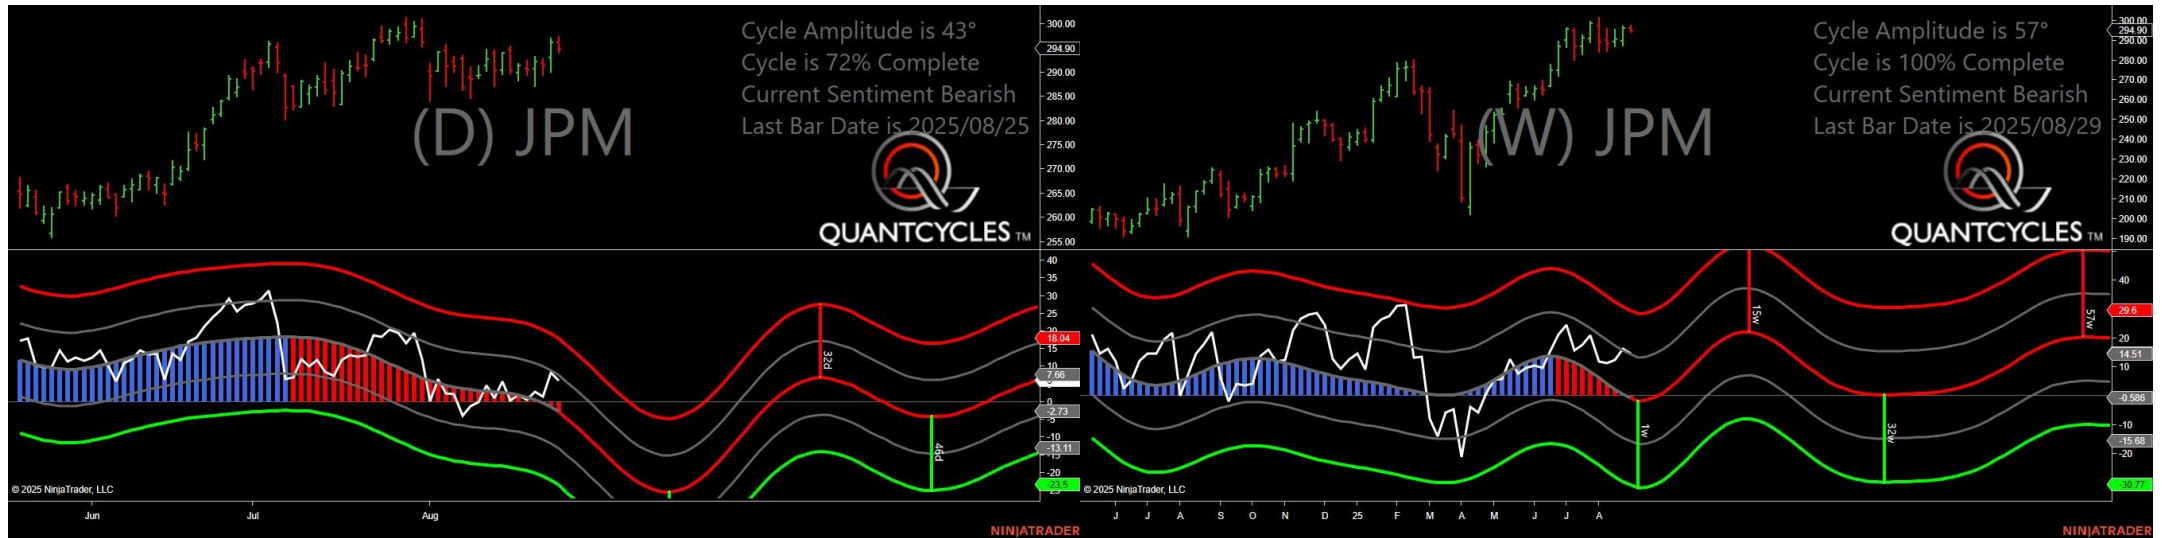 Cycle Amplitude is 43°
Cycle is 72% Complete
Current Sentiment Bearish
Last Bar Date is 2025/08/25
(D) JPM
QUANTCYCLES TM
300.00
294.90
290.00
285.00
280.00
275.00
270.00
265.00
260.00
255.00
40
35
30
25
20
18.04
15
10
7.66
0
-2.73
-5
-10
-13.11
-15
-20
-23.5
32d
46d
© 2025 NinjaTrader, LLC
Jun
Jul
Aug
NINJATRADER
Cycle Amplitude is 57°
Cycle is 100% Complete
Current Sentiment Bearish
Last Bar Date is 2025/08/29
(W) JPM
QUANTCYCLES TM
300.00
294.90
290.00
280.00
270.00
260.00
250.00
240.00
230.00
220.00
210.00
200.00
190.00
40
29.6
20
14.51
10
-0.586
-10
-15.68
-20
-30.77
15w
57w
1w
32w
© 2025 NinjaTrader, LLC
J
J
A
S
O
N
D
25
F
M
A
M
J
J
A
NINJATRADER